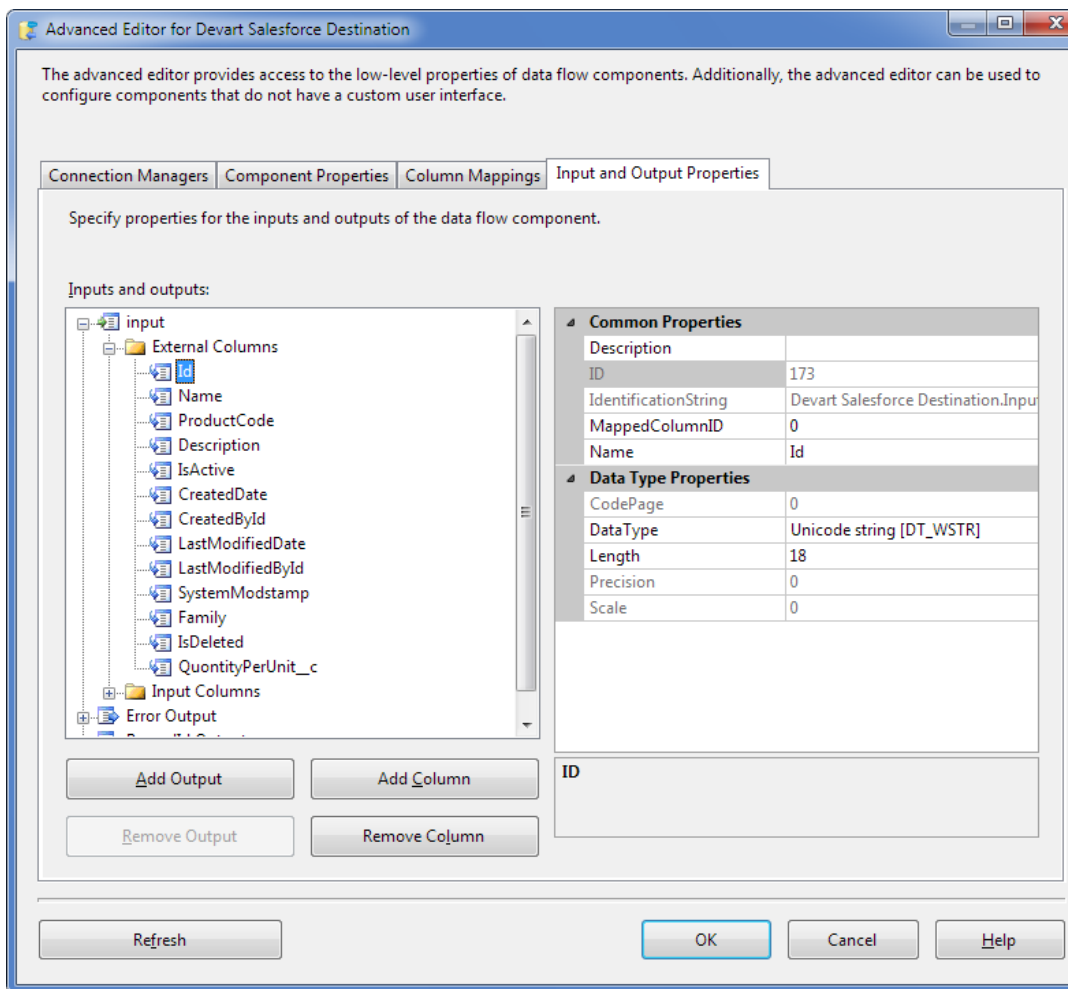 Advanced Editor for Devart Salesforce Destination
The advanced editor provides access to the low-level properties of data flow components. Additionally, the advanced editor can be used to
configure components that do not have a custom user interface.
Connection Managers Component Properties Column Mappings Input and Output Properties
Specify properties for the inputs and outputs of the data flow component.
Inputs and outputs:
input
External Columns
Id
Name
ProductCode
Description
IsActive
CreatedDate
CreatedById
LastModifiedDate
LastModifiedById
SystemModstamp
Family
IsDeleted
QuontityPerUnit__c
Input Columns
Error Output
Common Properties
Description
ID 173
IdentificationString Devart Salesforce Destination.Input
MappedColumnID 0
Name Id
Data Type Properties
CodePage 0
DataType Unicode string [DT_WSTR]
Length 18
Precision 0
Scale 0
ID
Add Output Add Column
Remove Output Remove Column
Refresh OK Cancel Help